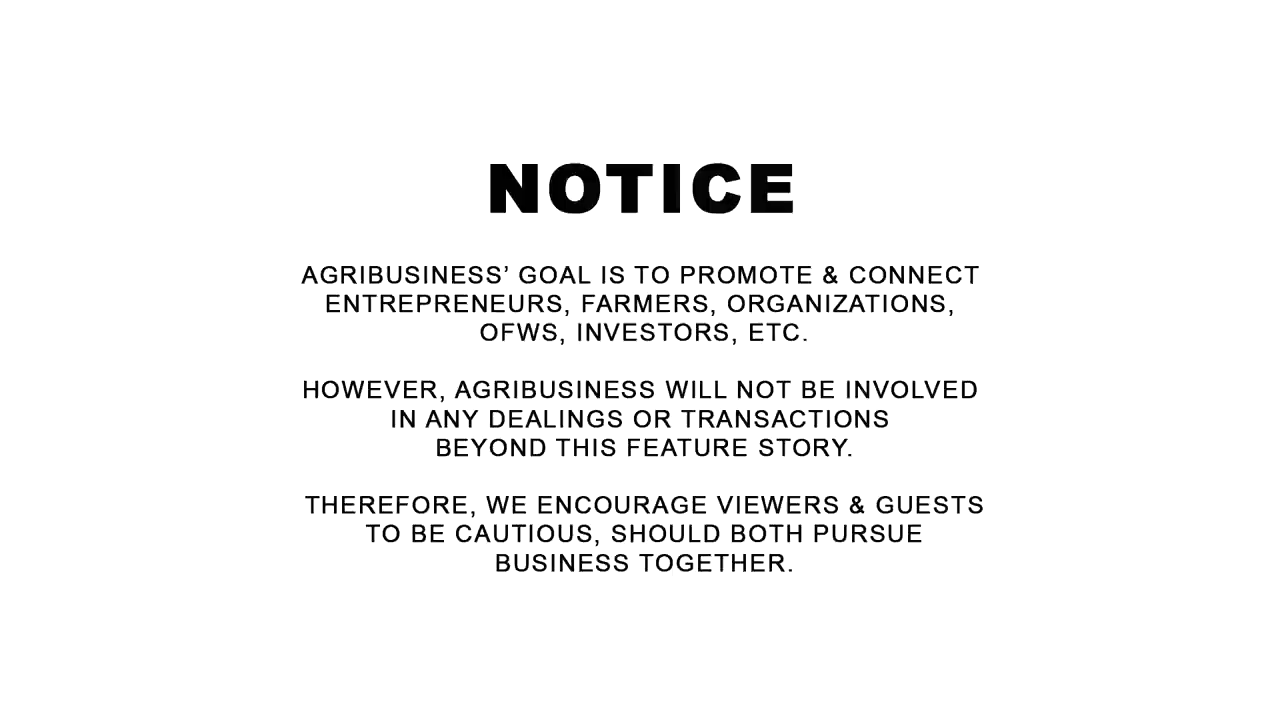 NOTICE
AGRIBUSINESS’ GOAL IS TO PROMOTE & CONNECT
ENTREPRENEURS, FARMERS, ORGANIZATIONS,
OFWS, INVESTORS, ETC.
HOWEVER, AGRIBUSINESS WILL NOT BE INVOLVED
IN ANY DEALINGS OR TRANSACTIONS
BEYOND THIS FEATURE STORY.
THEREFORE, WE ENCOURAGE VIEWERS & GUESTS
TO BE CAUTIOUS, SHOULD BOTH PURSUE
BUSINESS TOGETHER.